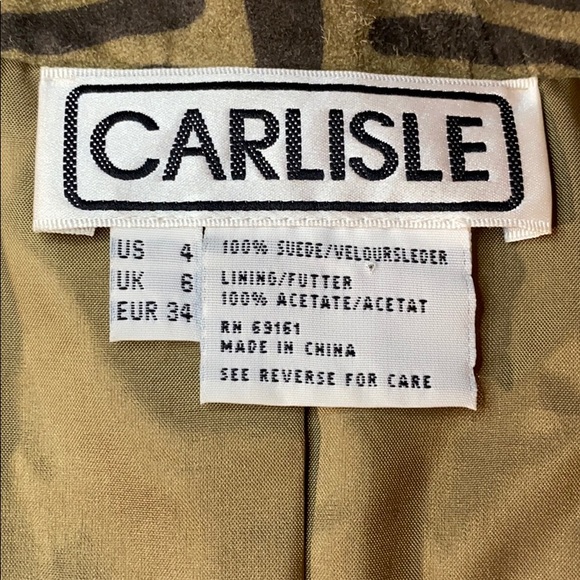 CARLISLE
US 4
UK 6
EUR 34
100% SUEDE/VELOURSLEDER
LINING/FUTTER
100% ACETATE/ACETAT
RN 69161
MADE IN CHINA
SEE REVERSE FOR CARE